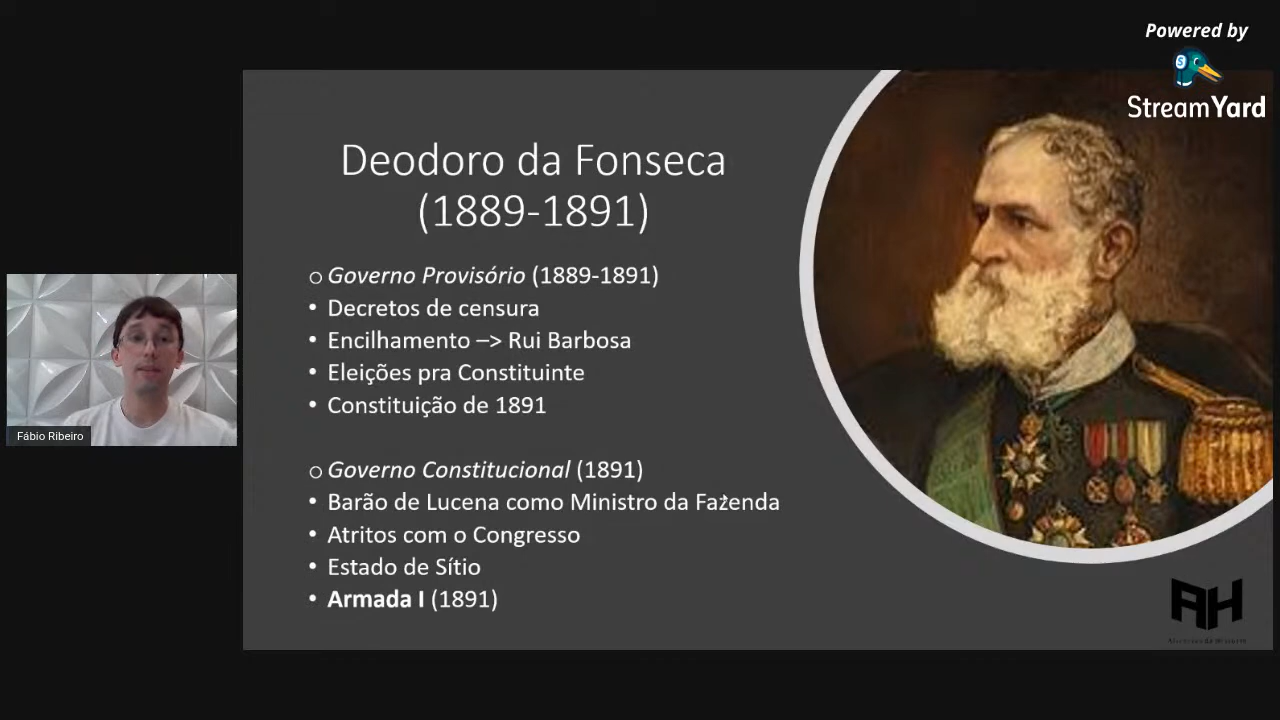 Powered by
StreamYard
Deodoro da Fonseca
(1889-1891)
o Governo Provisório (1889-1891)
• Decretos de censura
• Encilhamento –> Rui Barbosa
• Eleições pra Constituinte
• Constituição de 1891
o Governo Constitucional (1891)
• Barão de Lucena como Ministro da Fazenda
• Atritos com o Congresso
• Estado de Sítio
• Armada I (1891)
Fábio Ribeiro
AH